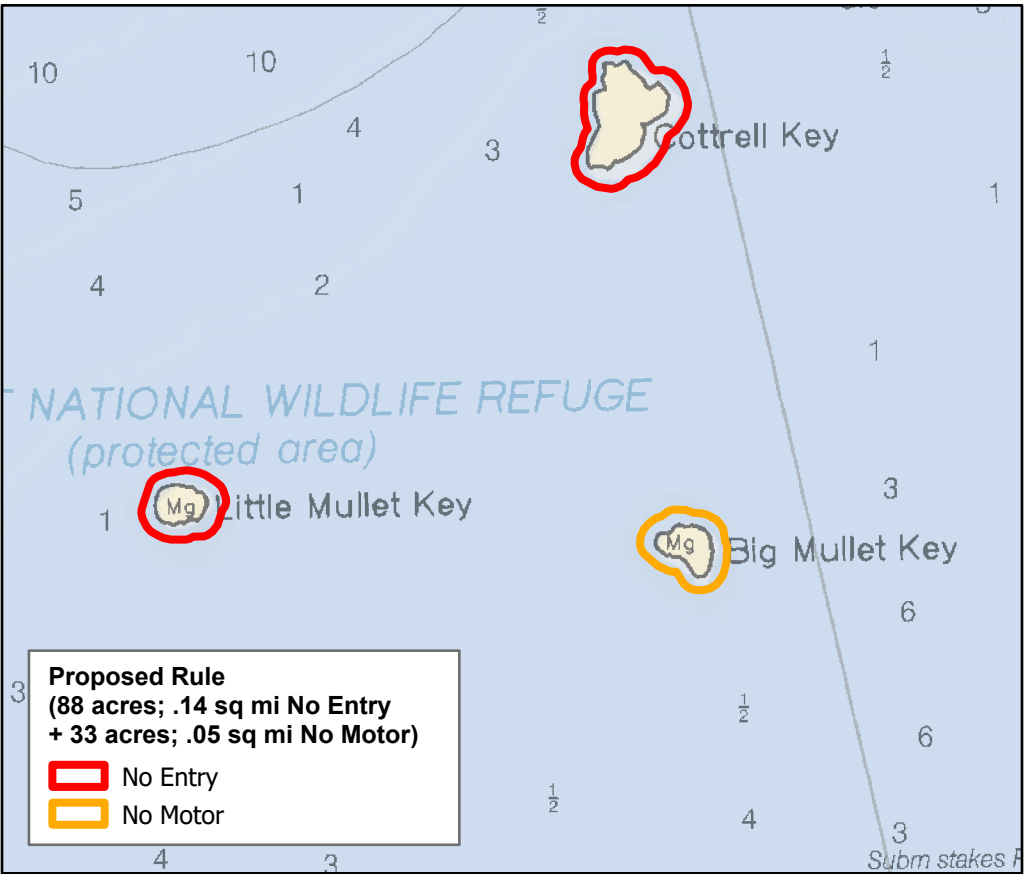 ½
10
10
½
4
Cottrell Key
3
5
1
1
4
2
1
NATIONAL WILDLIFE REFUGE
(protected area)
3
Mg
Little Mullet Key
1
Mg
Big Mullet Key
6
Proposed Rule
(88 acres; .14 sq mi No Entry
+ 33 acres; .05 sq mi No Motor)
No Entry
No Motor
3
½
6
½
4
3
4
3
Subm stakes